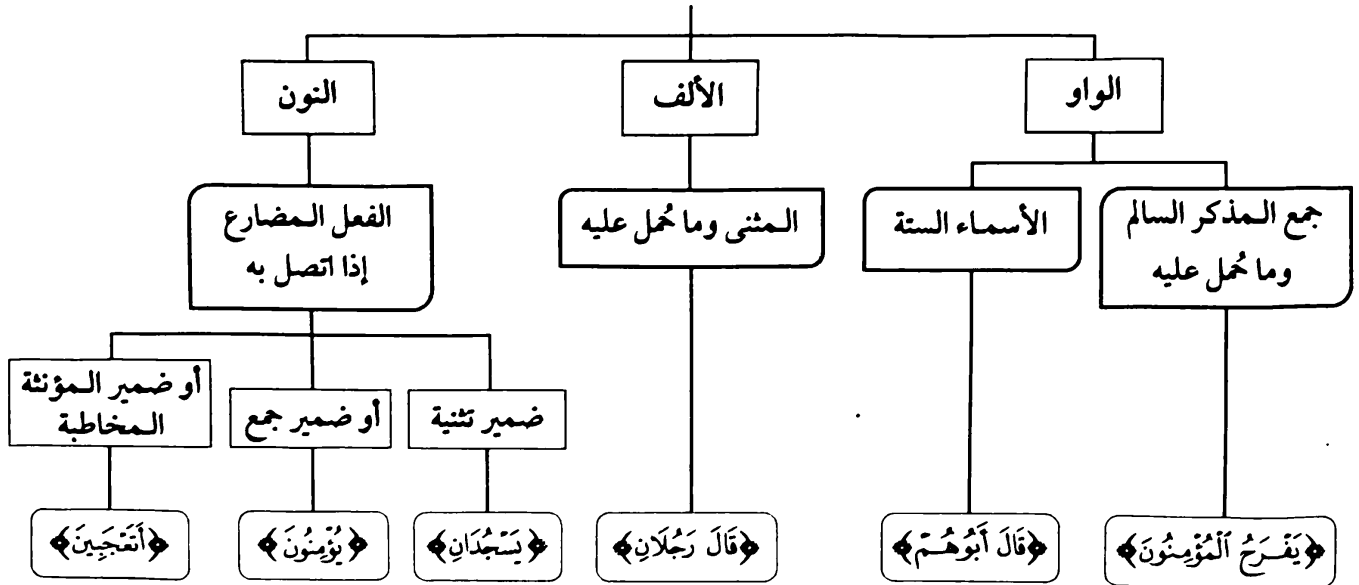 الواو
الألف
النون
جمع المذكر السالم
وما حُمل عليه
الأسماء الستة
المثنى وما حُمل عليه
الفعل المضارع
إذا اتصل به
ضمير تثنية
أو ضمير جمع
أو ضمير المؤنثة
المخاطبة
﴿يَفْرَحُ ٱلْمُؤْمِنُونَ﴾
﴿قَالَ أَبُوهُمْ﴾
﴿قَالَ رَجُلَانِ﴾
﴿يَسْجُدَانِ﴾
﴿يُؤْمِنُونَ﴾
﴿أَتَعْجَبِينَ﴾